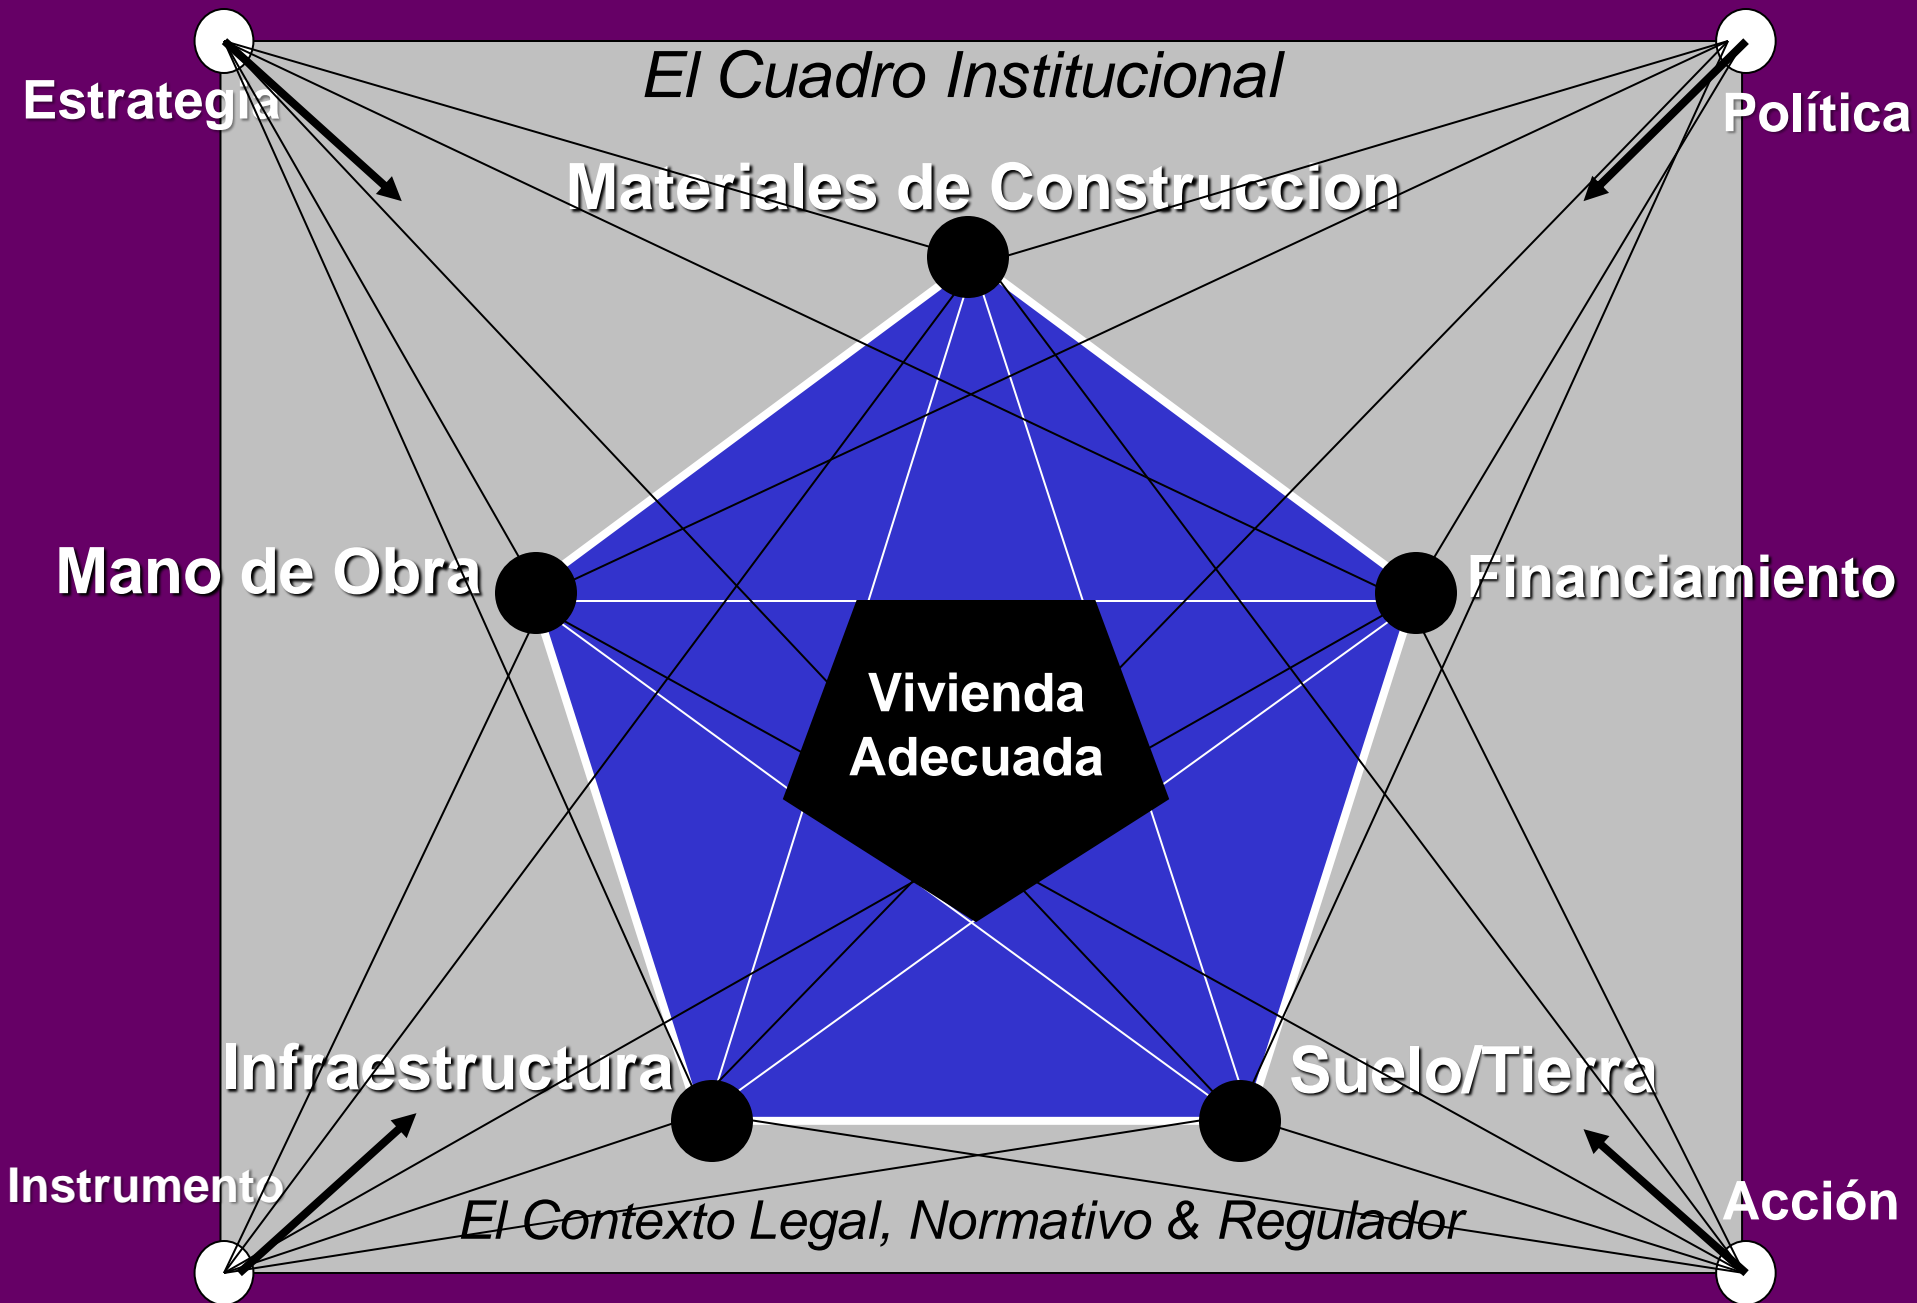 El Cuadro Institucional
Estrategia
Política
Materiales de Construccion
Mano de Obra
Financiamiento
Vivienda
Adecuada
Infraestructura
Suelo/Tierra
Instrumento
Acción
El Contexto Legal, Normativo & Regulador